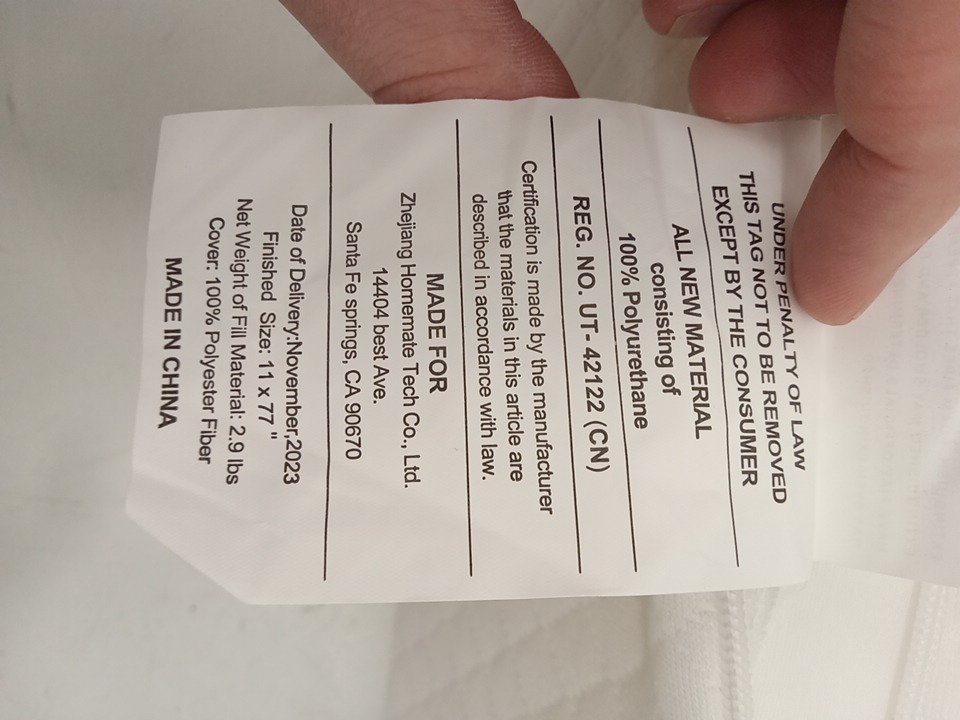 UNDER PENALTY OF LAW
THIS TAG NOT TO BE REMOVED
EXCEPT BY THE CONSUMER
ALL NEW MATERIAL
consisting of
100% Polyurethane
REG. NO. UT- 42122 (CN)
Certification is made by the manufacturer
that the materials in this article are
described in accordance with law.
MADE FOR
Zhejiang Homemate Tech Co., Ltd.
14404 best Ave.
Santa Fe springs, CA 90670
Date of Delivery:November,2023
Finished Size: 11 x 77 "
Net Weight of Fill Material: 2.9 lbs
Cover: 100% Polyester Fiber
MADE IN CHINA